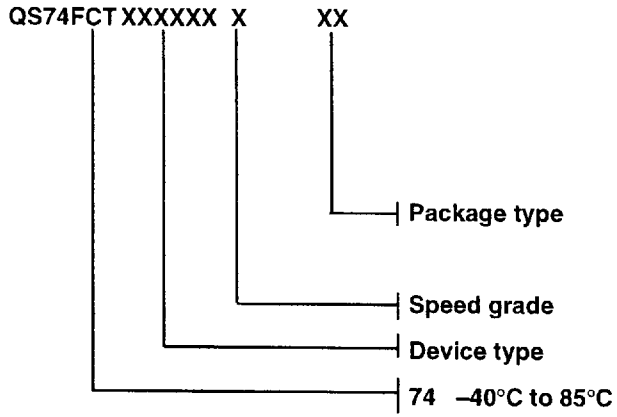 QS74FCT XXXXXX X XX
Package type
Speed grade
Device type
74 –40°C to 85°C